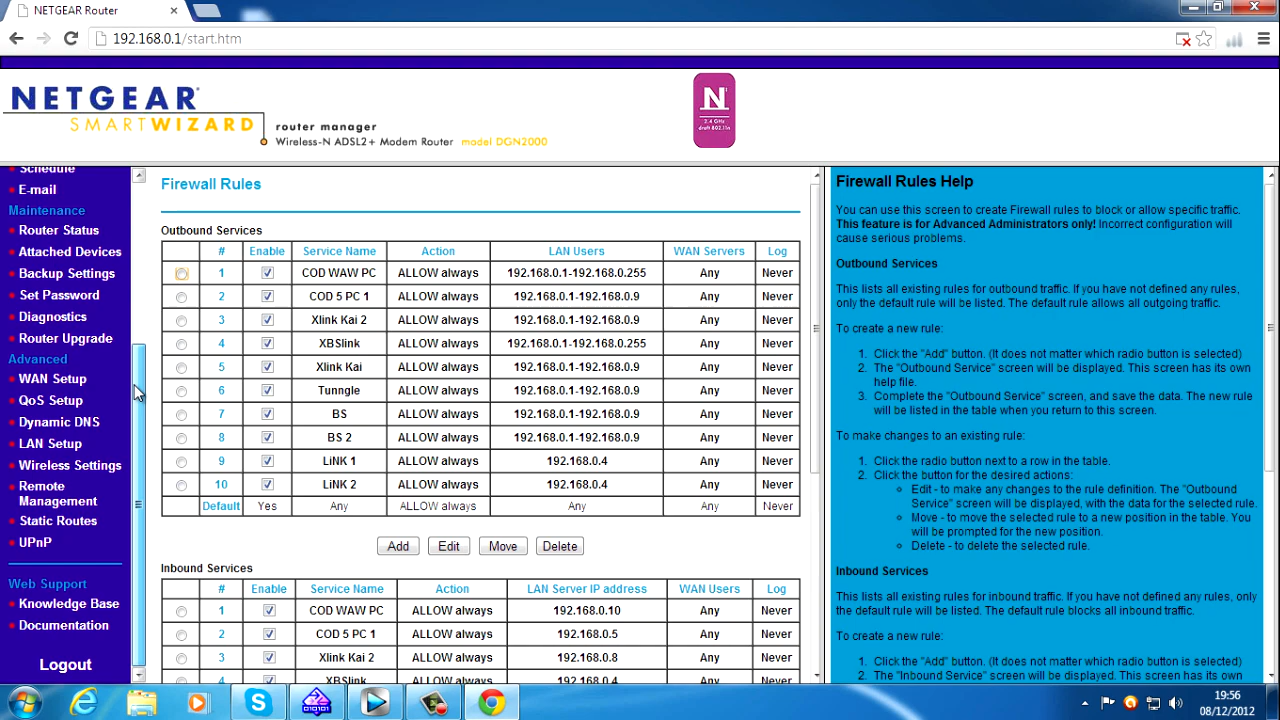 NETGEAR Router
192.168.0.1/start.htm
NETGEAR
SMARTWIZARD
router manager
Wireless-N ADSL2+ Modem Router model DGN2000
N
2.4 GHz
draft 802.11n
Schedule
E-mail
Maintenance
Router Status
Attached Devices
Backup Settings
Set Password
Diagnostics
Router Upgrade
Advanced
WAN Setup
QoS Setup
Dynamic DNS
LAN Setup
Wireless Settings
Remote
Management
Static Routes
UPnP
Web Support
Knowledge Base
Documentation
Logout
Firewall Rules
Outbound Services
# Enable Service Name Action LAN Users WAN Servers Log
1 COD WAW PC ALLOW always 192.168.0.1-192.168.0.255 Any Never
2 COD 5 PC 1 ALLOW always 192.168.0.1-192.168.0.9 Any Never
3 Xlink Kai 2 ALLOW always 192.168.0.1-192.168.0.9 Any Never
4 XBSlink ALLOW always 192.168.0.1-192.168.0.255 Any Never
5 Xlink Kai ALLOW always 192.168.0.1-192.168.0.9 Any Never
6 Tunngle ALLOW always 192.168.0.1-192.168.0.9 Any Never
7 BS ALLOW always 192.168.0.1-192.168.0.9 Any Never
8 BS 2 ALLOW always 192.168.0.1-192.168.0.9 Any Never
9 LiNK 1 ALLOW always 192.168.0.4 Any Never
10 LiNK 2 ALLOW always 192.168.0.4 Any Never
Default Yes Any ALLOW always Any Any Never
Add Edit Move Delete
Inbound Services
# Enable Service Name Action LAN Server IP address WAN Users Log
1 COD WAW PC ALLOW always 192.168.0.10 Any Never
2 COD 5 PC 1 ALLOW always 192.168.0.5 Any Never
3 Xlink Kai 2 ALLOW always 192.168.0.8 Any Never
4 XBSlink ALLOW always 192.168.0.4 Any Never
Firewall Rules Help
You can use this screen to create Firewall rules to block or allow specific traffic.
This feature is for Advanced Administrators only! Incorrect configuration will
cause serious problems.
Outbound Services
This lists all existing rules for outbound traffic. If you have not defined any rules,
only the default rule will be listed. The default rule allows all outgoing traffic.
To create a new rule:
1. Click the "Add" button. (It does not matter which radio button is selected)
2. The "Outbound Service" screen will be displayed. This screen has its own
help file.
3. Complete the "Outbound Service" screen, and save the data. The new rule
will be listed in the table when you return to this screen.
To make changes to an existing rule:
1. Click the radio button next to a row in the table.
2. Click the button for the desired actions:
Edit - to make any changes to the rule definition. The "Outbound
Service" screen will be displayed, with the data for the selected rule.
Move - to move the selected rule to a new position in the table. You
will be prompted for the new position.
Delete - to delete the selected rule.
Inbound Services
This lists all existing rules for inbound traffic. If you have not defined any rules, only
the default rule will be listed. The default rule blocks all inbound traffic.
To create a new rule:
1. Click the "Add" button. (It does not matter which radio button is selected)
2. The "Inbound Service" screen will be displayed. This screen has its own
19:56
08/12/2012